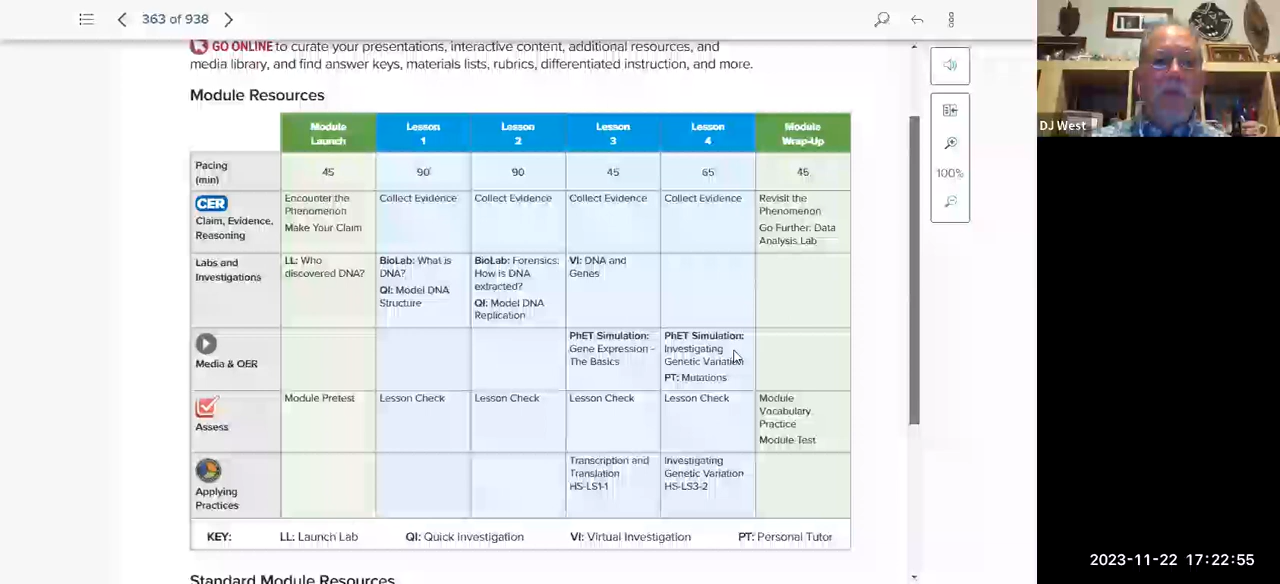 363 of 938
GO ONLINE to curate your presentations, interactive content, additional resources, and
media library, and find answer keys, materials lists, rubrics, differentiated instruction, and more.
Module Resources
Module
Launch
Lesson
1
Lesson
2
Lesson
3
Lesson
4
Module
Wrap-Up
Pacing
(min)
45
90
90
45
65
45
CER
Claim, Evidence,
Reasoning
Encounter the
Phenomenon
Make Your Claim
Collect Evidence
Collect Evidence
Collect Evidence
Collect Evidence
Revisit the
Phenomenon
Go Further: Data
Analysis Lab
Labs and
Investigations
LL: Who
discovered DNA?
BioLab: What is
DNA?
QI: Model DNA
Structure
BioLab: Forensics:
How is DNA
extracted?
QI: Model DNA
Replication
VI: DNA and
Genes
Media & OER
PhET Simulation:
Gene Expression –
The Basics
PhET Simulation:
Investigating
Genetic Variation
PT: Mutations
Assess
Module Pretest
Lesson Check
Lesson Check
Lesson Check
Lesson Check
Module
Vocabulary
Practice
Module Test
Applying
Practices
Transcription and
Translation
HS-LS1-1
Investigating
Genetic Variation
HS-LS3-2
KEY: LL: Launch Lab QI: Quick Investigation VI: Virtual Investigation PT: Personal Tutor
Standard Module Resources
100%
DJ West
2023-11-22 17:22:55